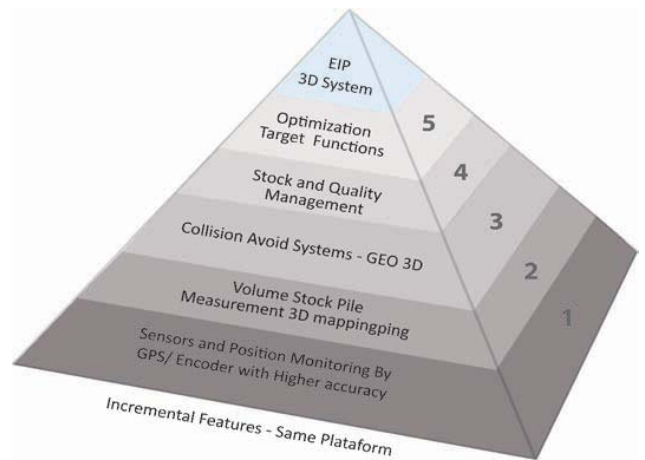 EIP
3D System
Optimization
Target Functions
5
Stock and Quality
Management
4
Collision Avoid Systems - GEO 3D
3
Volume Stock Pile
Measurement 3D mappingping
2
Sensors and Position Monitoring By
GPS/ Encoder with Higher accuracy
1
Incremental Features - Same Plataform